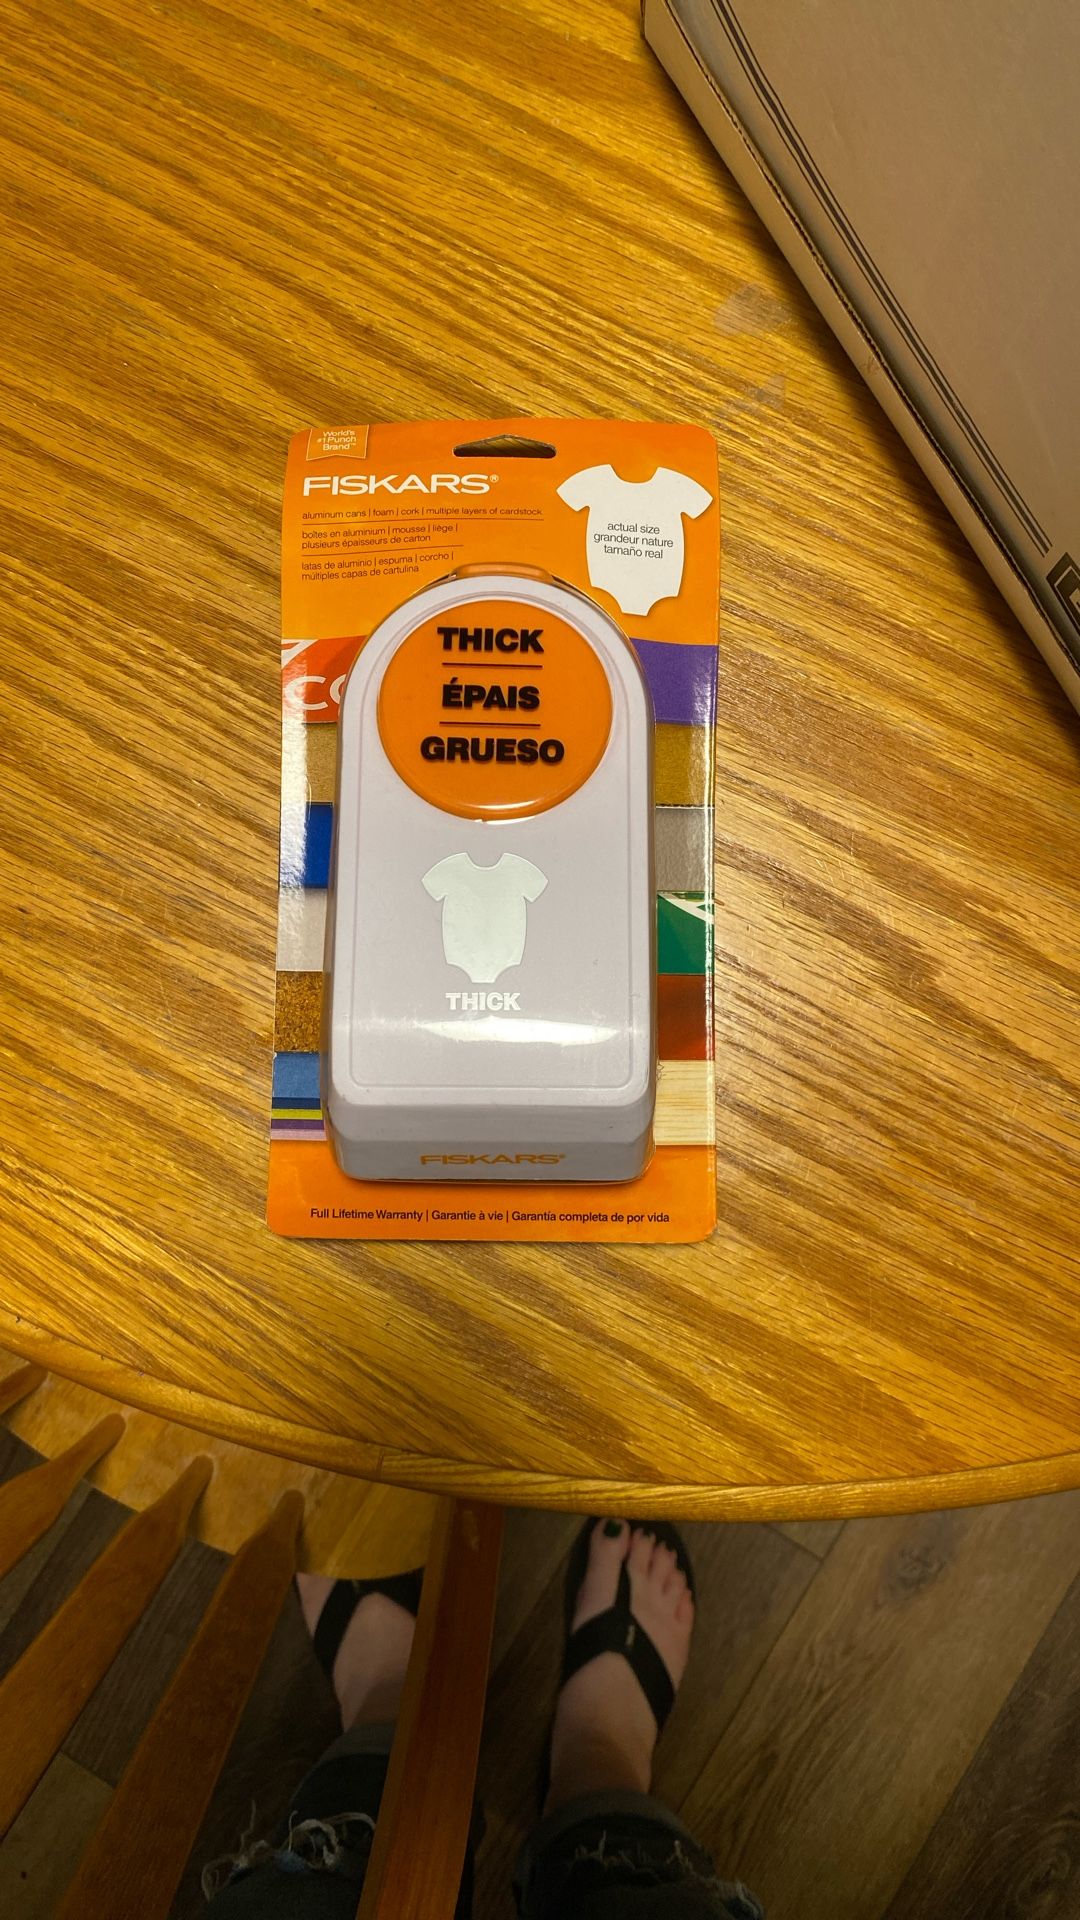 World's
#1 Punch
Brand™
FISKARS®
aluminum cans | foam | cork | multiple layers of cardstock
boîtes en aluminium | mousse | liège |
plusieurs épaisseurs de carton
latas de aluminio | espuma | corcho |
múltiples capas de cartulina
actual size
grandeur nature
tamaño real
THICK
ÉPAIS
GRUESO
THICK
FISKARS®
Full Lifetime Warranty | Garantie à vie | Garantía completa de por vida